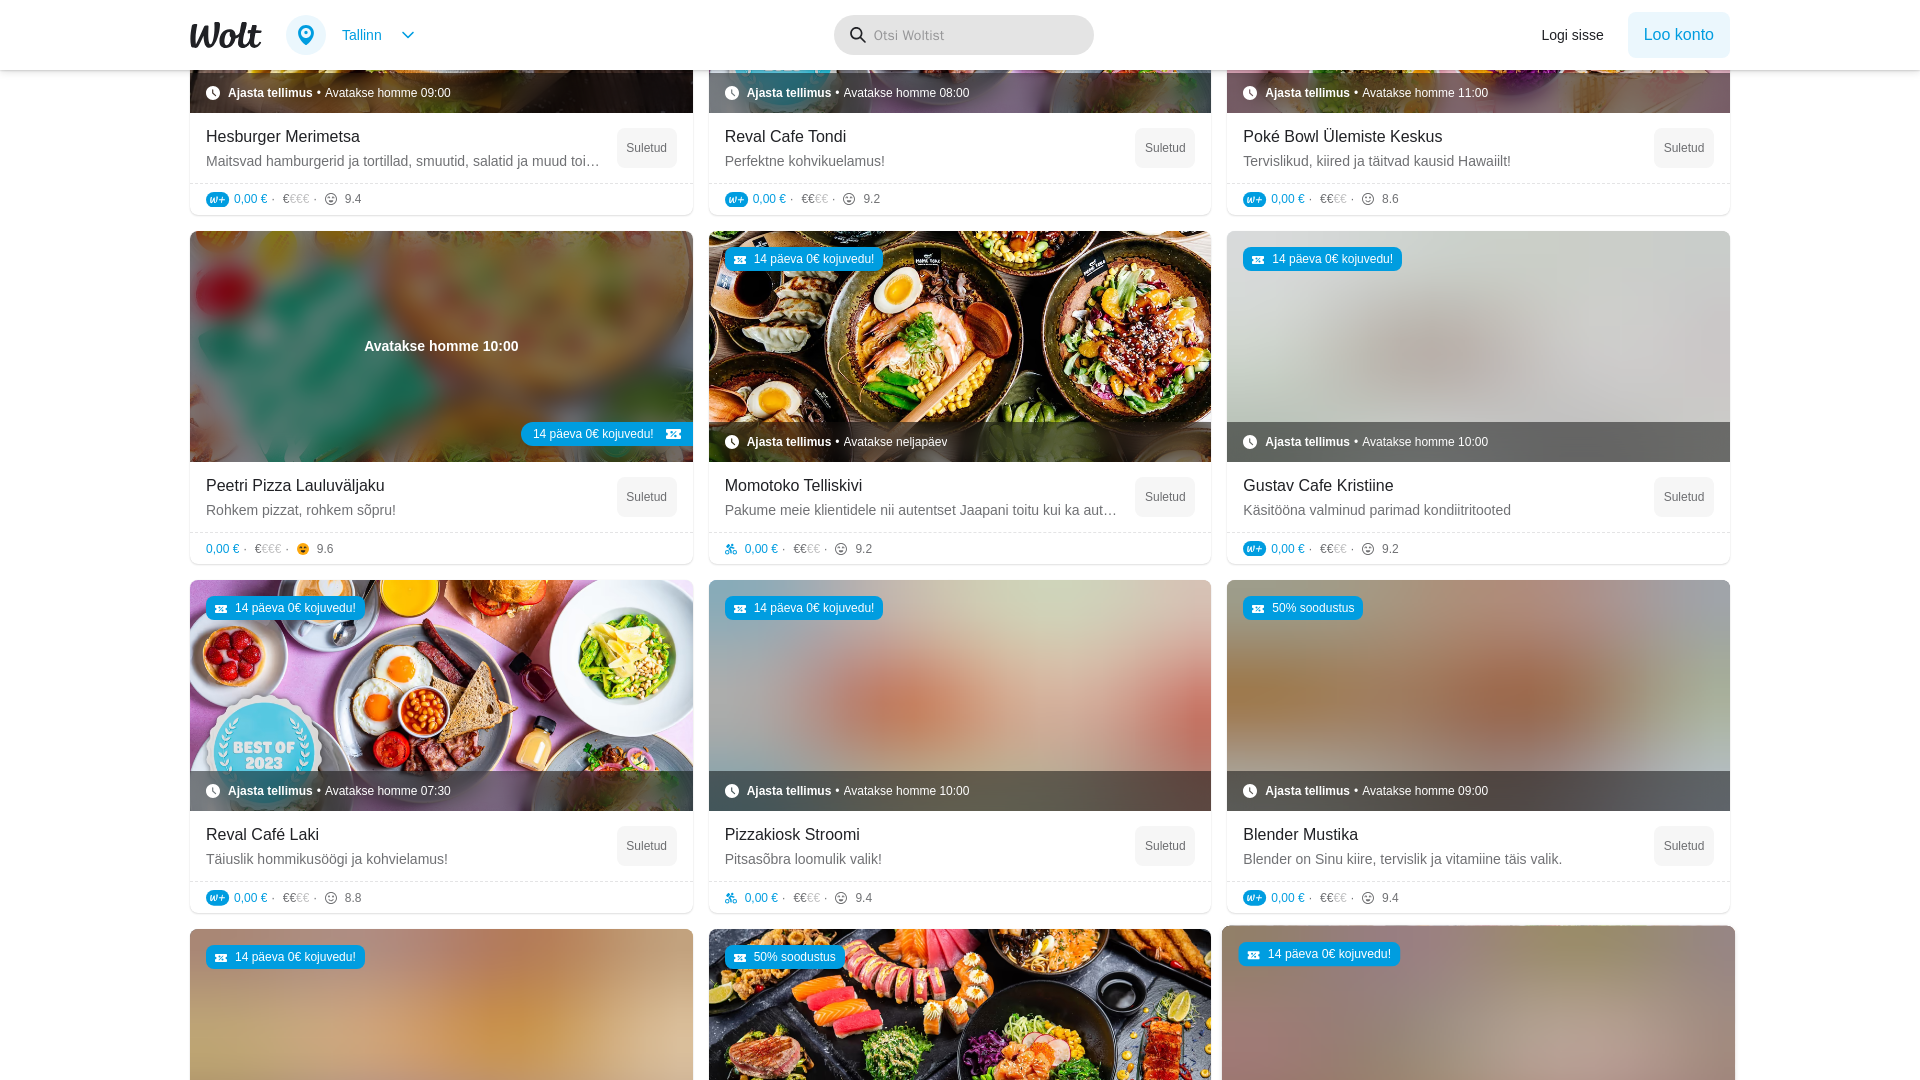 Wolt
Tallinn
Otsi Woltist
Logi sisse
Loo konto
Ajasta tellimus • Avatakse homme 09:00
Ajasta tellimus • Avatakse homme 08:00
Ajasta tellimus • Avatakse homme 11:00
Hesburger Merimetsa
Maitsvad hamburgerid ja tortillad, smuutid, salatid ja muud toi…
Suletud
W+ 0,00 € · €€€€ · 9.4
Reval Cafe Tondi
Perfektne kohvikuelamus!
Suletud
W+ 0,00 € · €€€€ · 9.2
Poké Bowl Ülemiste Keskus
Tervislikud, kiired ja täitvad kausid Hawaiilt!
Suletud
W+ 0,00 € · €€€€ · 8.6
Avatakse homme 10:00
14 päeva 0€ kojuvedu!
Peetri Pizza Lauluväljaku
Rohkem pizzat, rohkem sõpru!
Suletud
0,00 € · €€€€ · 9.6
14 päeva 0€ kojuvedu!
Ajasta tellimus • Avatakse neljapäev
Momotoko Telliskivi
Pakume meie klientidele nii autentset Jaapani toitu kui ka aut…
Suletud
0,00 € · €€€€ · 9.2
14 päeva 0€ kojuvedu!
Ajasta tellimus • Avatakse homme 10:00
Gustav Cafe Kristiine
Käsitööna valminud parimad kondiitritooted
Suletud
W+ 0,00 € · €€€€ · 9.2
14 päeva 0€ kojuvedu!
BEST OF
2023
Ajasta tellimus • Avatakse homme 07:30
Reval Café Laki
Täiuslik hommikusöögi ja kohvielamus!
Suletud
W+ 0,00 € · €€€€ · 8.8
14 päeva 0€ kojuvedu!
Ajasta tellimus • Avatakse homme 10:00
Pizzakiosk Stroomi
Pitsasõbra loomulik valik!
Suletud
0,00 € · €€€€ · 9.4
50% soodustus
Ajasta tellimus • Avatakse homme 09:00
Blender Mustika
Blender on Sinu kiire, tervislik ja vitamiine täis valik.
Suletud
W+ 0,00 € · €€€€ · 9.4
14 päeva 0€ kojuvedu!
50% soodustus
14 päeva 0€ kojuvedu!